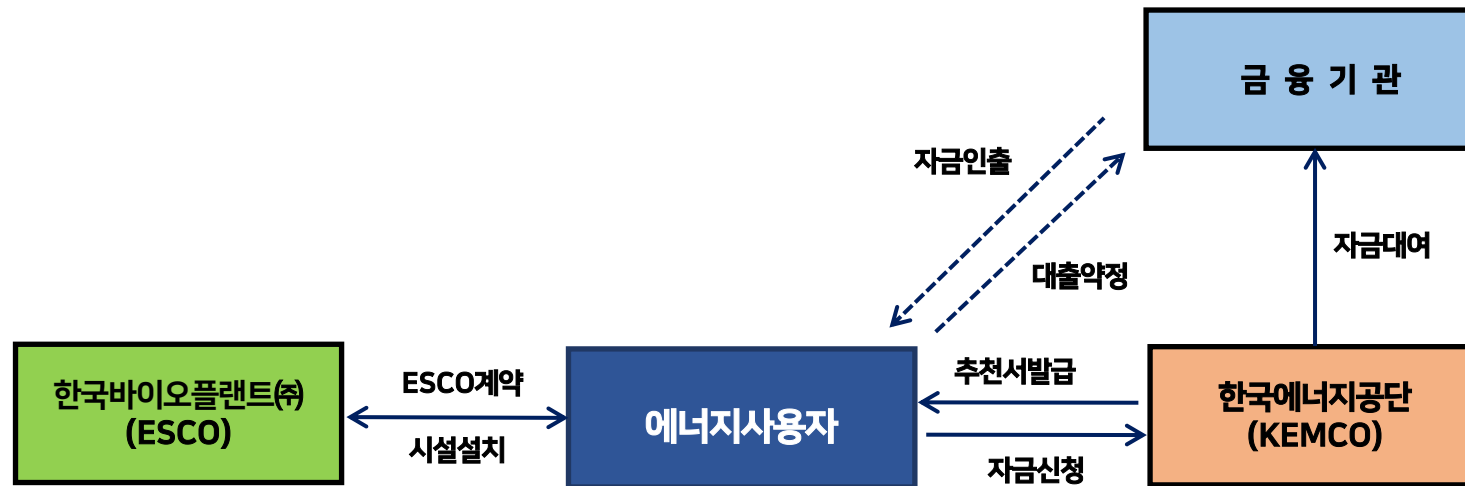 금 융 기 관
자금인출
자금대여
대출약정
한국바이오플랜트㈜
(ESCO)
ESCO계약
시설설치
에너지사용자
추천서발급
자금신청
한국에너지공단
(KEMCO)